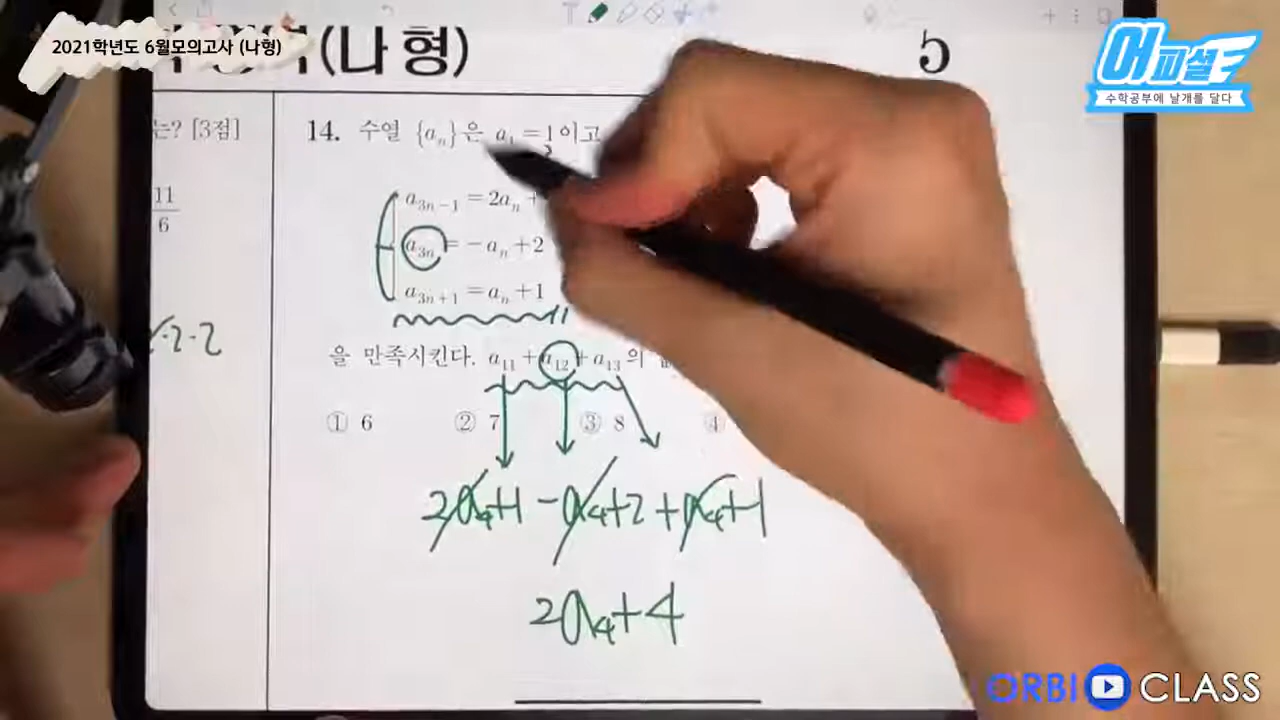 2021학년도 6월모의고사 (나형)
(나 형)
5
어피셜
수학공부에 날개를 달다
는? [3점]
11
6
14. 수열 {aₙ}은 a₁ = 1이고
a₃ₙ₋₁ = 2aₙ +
a₃ₙ = −aₙ + 2
a₃ₙ₊₁ = aₙ + 1
을 만족시킨다. a₁₁ + a₁₂ + a₁₃의
① 6 ② 7 ③ 8 ④
2a₄+1 −a₄+2 +a₄+1
2a₄+4
ORBI CLASS